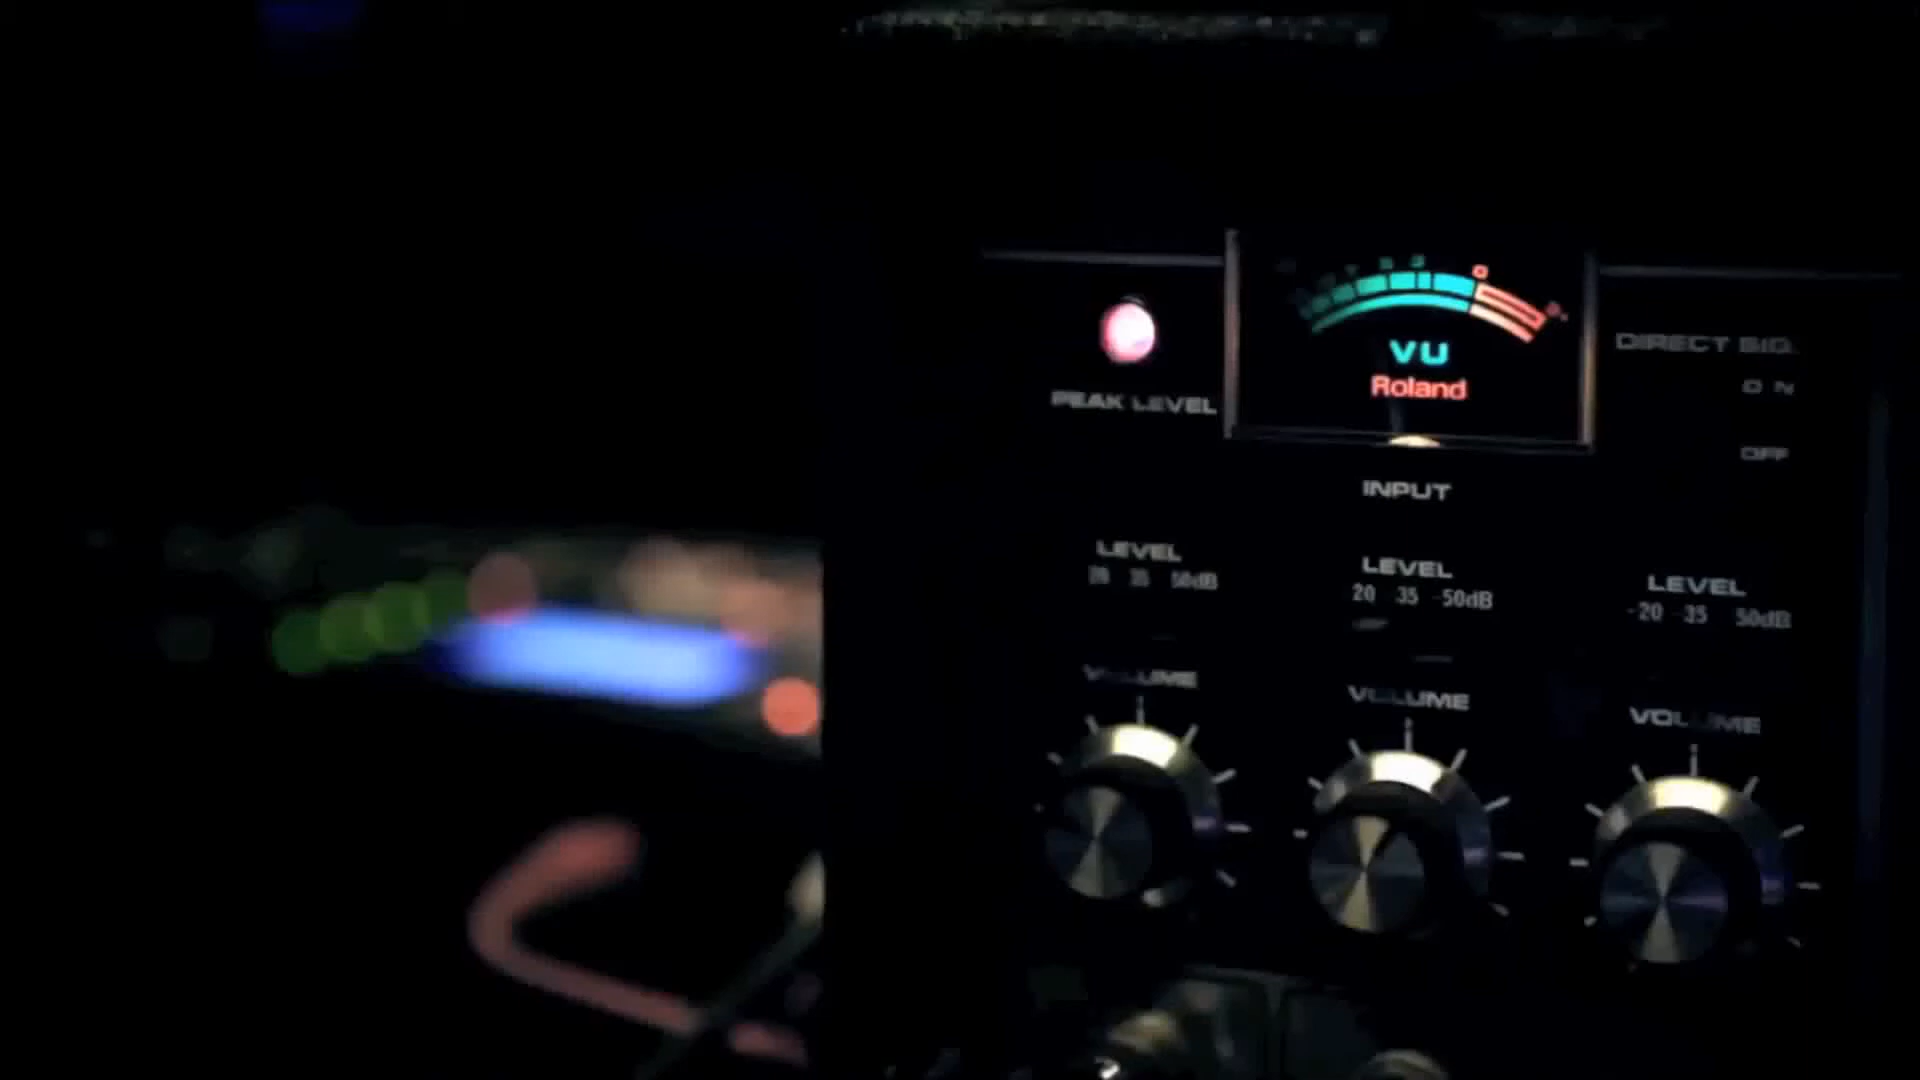 0
VU
Roland
PEAK LEVEL
DIRECT SIG.
ON
OFF
INPUT
LEVEL
20 35 50dB
LEVEL
20 35 -50dB
LEVEL
-20 35 50dB
VOLUME
VOLUME
VOLUME